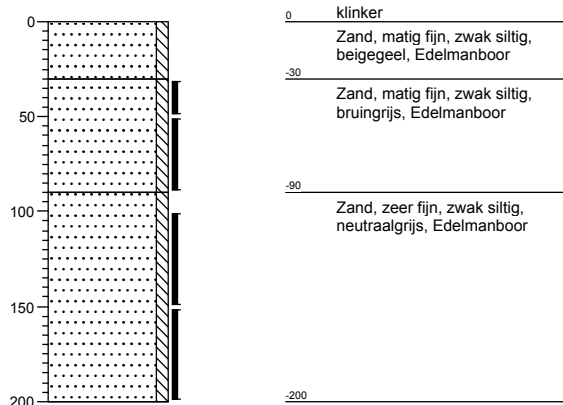 0
50
100
150
200
0
klinker
Zand, matig fijn, zwak siltig,
beigegeel, Edelmanboor
-30
Zand, matig fijn, zwak siltig,
bruingrijs, Edelmanboor
-90
Zand, zeer fijn, zwak siltig,
neutraalgrijs, Edelmanboor
-200